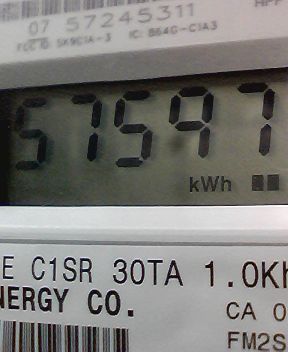 07 57245311
FCC ID: SK9C1A-3 IC: 864G-C1A3
57597
kWh
E C1SR 30TA 1.0Kh
NERGY CO.
CA 0
FM2S